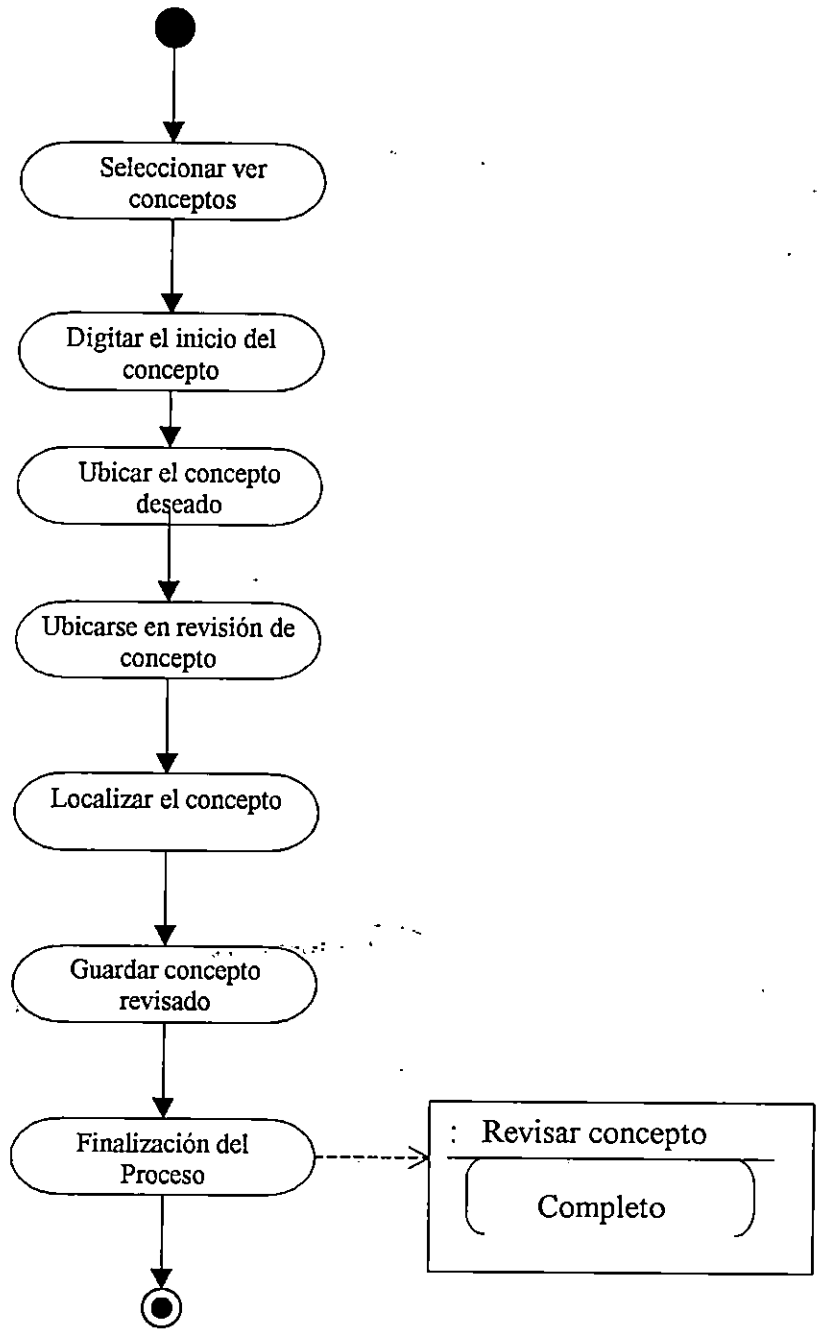 Seleccionar ver
conceptos
Digitar el inicio del
concepto
Ubicar el concepto
deseado
Ubicarse en revisión de
concepto
Localizar el concepto
Guardar concepto
revisado
Finalización del
Proceso
: Revisar concepto
Completo